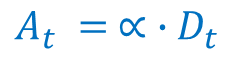 A_t = ∝ · D_t